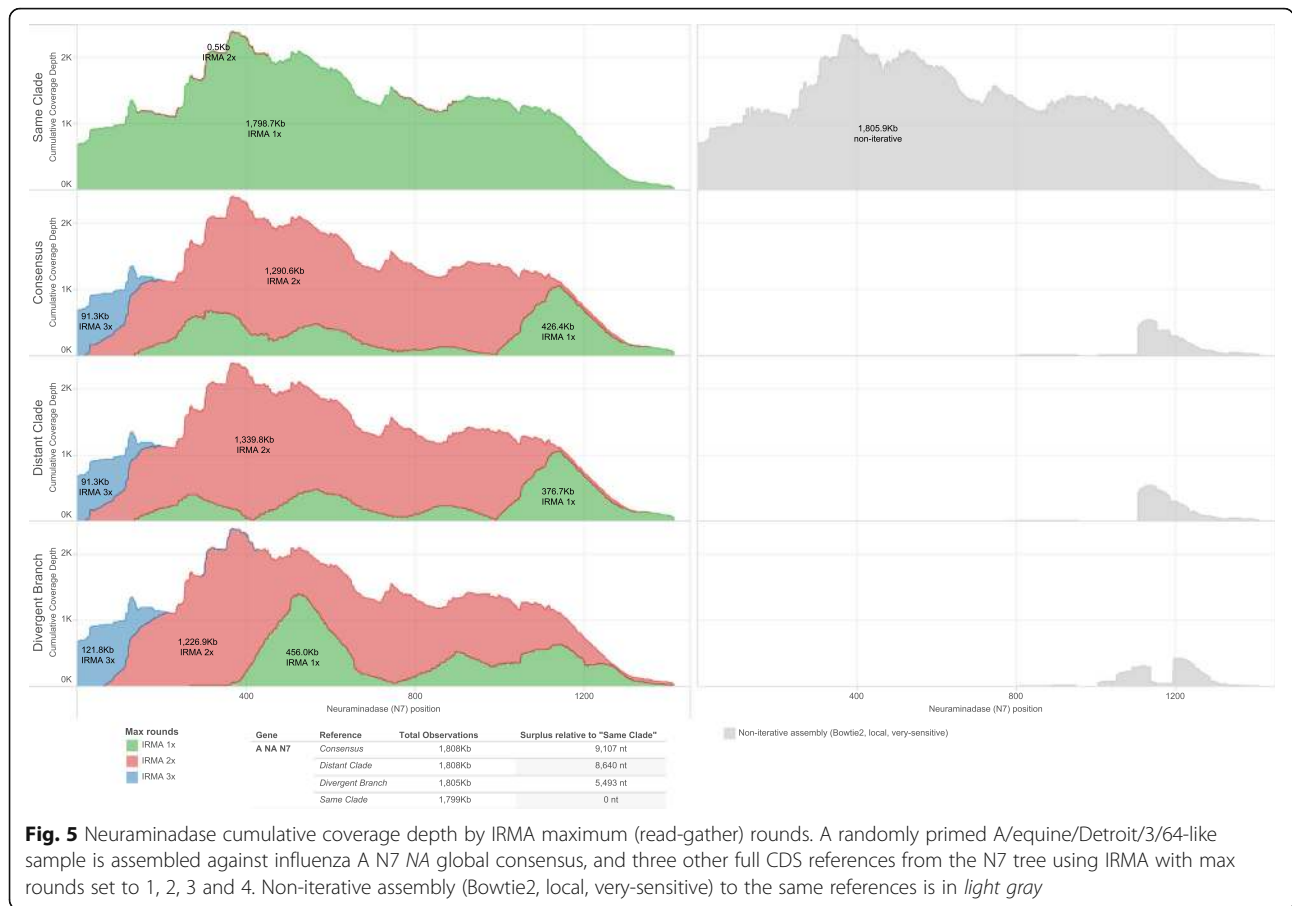 Same Clade
Cumulative Coverage Depth
2K
1K
0K
0.5Kb
IRMA 2x
1,798.7Kb
IRMA 1x
1,805.9Kb
non-iterative
Consensus
Cumulative Coverage Depth
2K
1K
0K
91.3Kb
IRMA 3x
1,290.6Kb
IRMA 2x
426.4Kb
IRMA 1x
Distant Clade
Cumulative Coverage Depth
2K
1K
0K
91.3Kb
IRMA 3x
1,339.8Kb
IRMA 2x
376.7Kb
IRMA 1x
Divergent Branch
Cumulative Coverage Depth
2K
1K
0K
121.8Kb
IRMA 3x
1,226.9Kb
IRMA 2x
456.0Kb
IRMA 1x
400 800 1200
Neuraminadase (N7) position
400 800 1200
Neuraminadase (N7) position
Max rounds
IRMA 1x
IRMA 2x
IRMA 3x
Gene Reference Total Observations Surplus relative to "Same Clade"
A NA N7 Consensus 1,808Kb 9,107 nt
Distant Clade 1,808Kb 8,640 nt
Divergent Branch 1,805Kb 5,493 nt
Same Clade 1,799Kb 0 nt
Non-iterative assembly (Bowtie2, local, very-sensitive)
Fig. 5 Neuraminadase cumulative coverage depth by IRMA maximum (read-gather) rounds. A randomly primed A/equine/Detroit/3/64-like
sample is assembled against influenza A N7 NA global consensus, and three other full CDS references from the N7 tree using IRMA with max
rounds set to 1, 2, 3 and 4. Non-iterative assembly (Bowtie2, local, very-sensitive) to the same references is in light gray